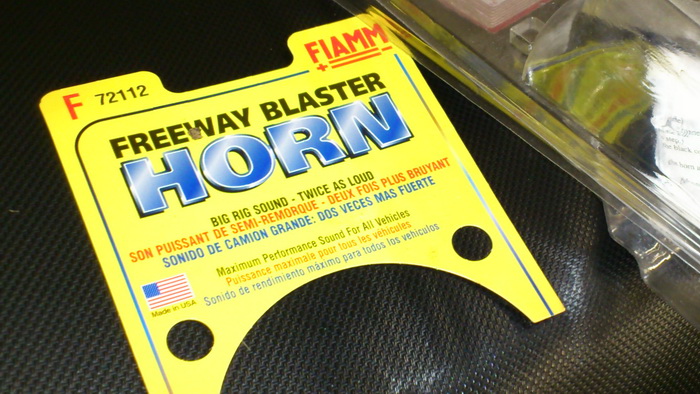 FIAMM
F 72112
FREEWAY BLASTER
HORN
BIG RIG SOUND - TWICE AS LOUD
SON PUISSANT DE SEMI-REMORQUE - DEUX FOIS PLUS BRUYANT
SONIDO DE CAMION GRANDE: DOS VECES MAS FUERTE
Maximum Performance Sound For All Vehicles
Puissance maximale pour tous les véhicules
Sonido de rendimiento máximo para todos los vehículos
Made in USA